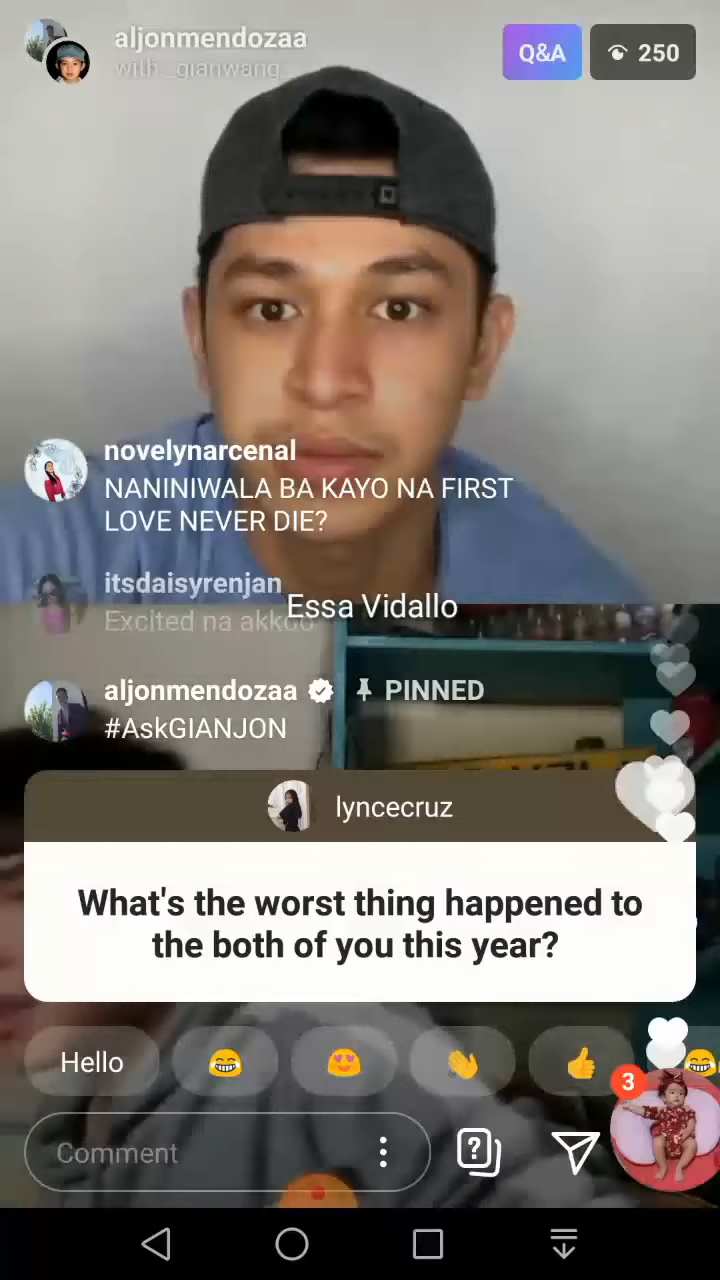 aljonmendozaa
with _gianwang_
Q&A
250
novelynarcenal
NANINIWALA BA KAYO NA FIRST
LOVE NEVER DIE?
itsdaisyrenjan
Excited na akkoo
Essa Vidallo
aljonmendozaa PINNED
#AskGIANJON
lyncecruz
What's the worst thing happened to
the both of you this year?
Hello
3
Comment